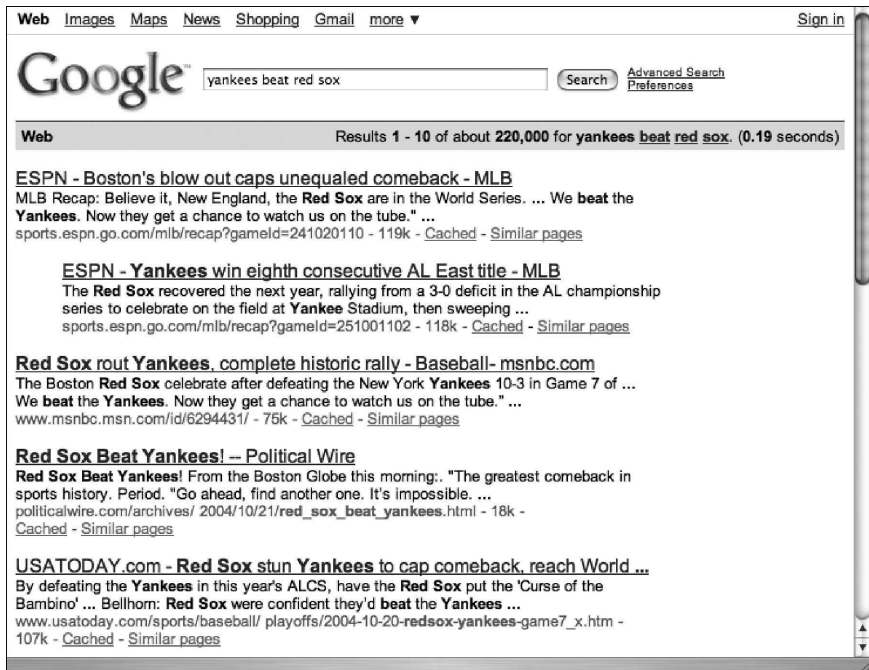 Web Images Maps News Shopping Gmail more ▼ Sign in
Google™ yankees beat red sox Search Advanced Search
Preferences
Web Results 1 - 10 of about 220,000 for yankees beat red sox. (0.19 seconds)
ESPN - Boston's blow out caps unequaled comeback - MLB
MLB Recap: Believe it, New England, the Red Sox are in the World Series. ... We beat the
Yankees. Now they get a chance to watch us on the tube." ...
sports.espn.go.com/mlb/recap?gameId=241020110 - 119k - Cached - Similar pages
ESPN - Yankees win eighth consecutive AL East title - MLB
The Red Sox recovered the next year, rallying from a 3-0 deficit in the AL championship
series to celebrate on the field at Yankee Stadium, then sweeping ...
sports.espn.go.com/mlb/recap?gameId=251001102 - 118k - Cached - Similar pages
Red Sox rout Yankees, complete historic rally - Baseball- msnbc.com
The Boston Red Sox celebrate after defeating the New York Yankees 10-3 in Game 7 of ...
We beat the Yankees. Now they get a chance to watch us on the tube." ...
www.msnbc.msn.com/id/6294431/ - 75k - Cached - Similar pages
Red Sox Beat Yankees! -- Political Wire
Red Sox Beat Yankees! From the Boston Globe this morning:. "The greatest comeback in
sports history. Period. "Go ahead, find another one. It's impossible. ...
politicalwire.com/archives/ 2004/10/21/red_sox_beat_yankees.html - 18k -
Cached - Similar pages
USATODAY.com - Red Sox stun Yankees to cap comeback, reach World ...
By defeating the Yankees in this year's ALCS, have the Red Sox put the 'Curse of the
Bambino' ... Bellhorn: Red Sox were confident they'd beat the Yankees ...
www.usatoday.com/sports/baseball/ playoffs/2004-10-20-redsox-yankees-game7_x.htm -
107k - Cached - Similar pages